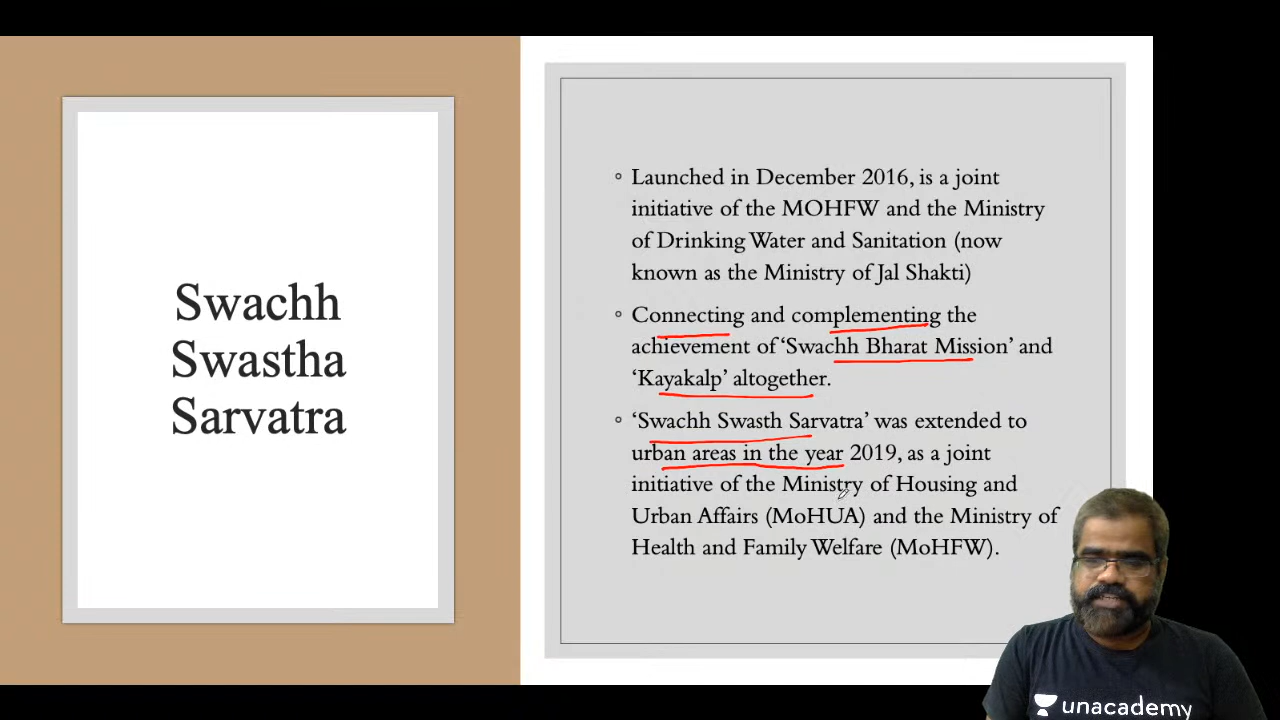 Swachh
Swastha
Sarvatra
◦ Launched in December 2016, is a joint
initiative of the MOHFW and the Ministry
of Drinking Water and Sanitation (now
known as the Ministry of Jal Shakti)
◦ Connecting and complementing the
achievement of ‘Swachh Bharat Mission’ and
‘Kayakalp’ altogether.
◦ ‘Swachh Swasth Sarvatra’ was extended to
urban areas in the year 2019, as a joint
initiative of the Ministry of Housing and
Urban Affairs (MoHUA) and the Ministry of
Health and Family Welfare (MoHFW).
unacademy